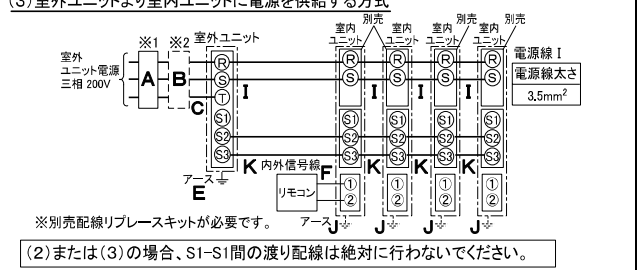 (3)室外ユニットより室内ユニットに電源を供給する方式
※1 ※2 室外ユニット
室外
ユニット電源
三相 200V
A B C
R
S
T
S1
S2
S3
アース
E
I I I I
K K K K
内外信号線 F
リモコン
別売 別売 別売
室内
ユニット
R
S
S1
S2
S3
①
②
室内
ユニット
R
S
S1
S2
S3
①
②
室内
ユニット
R
S
S1
S2
S3
①
②
室内
ユニット
R
S
S1
S2
S3
①
②
アース J J J J
電源線 I
電源線太さ
3.5mm²
※別売配線リプレースキットが必要です。
(2)または(3)の場合、S1-S1間の渡り配線は絶対に行わないでください。